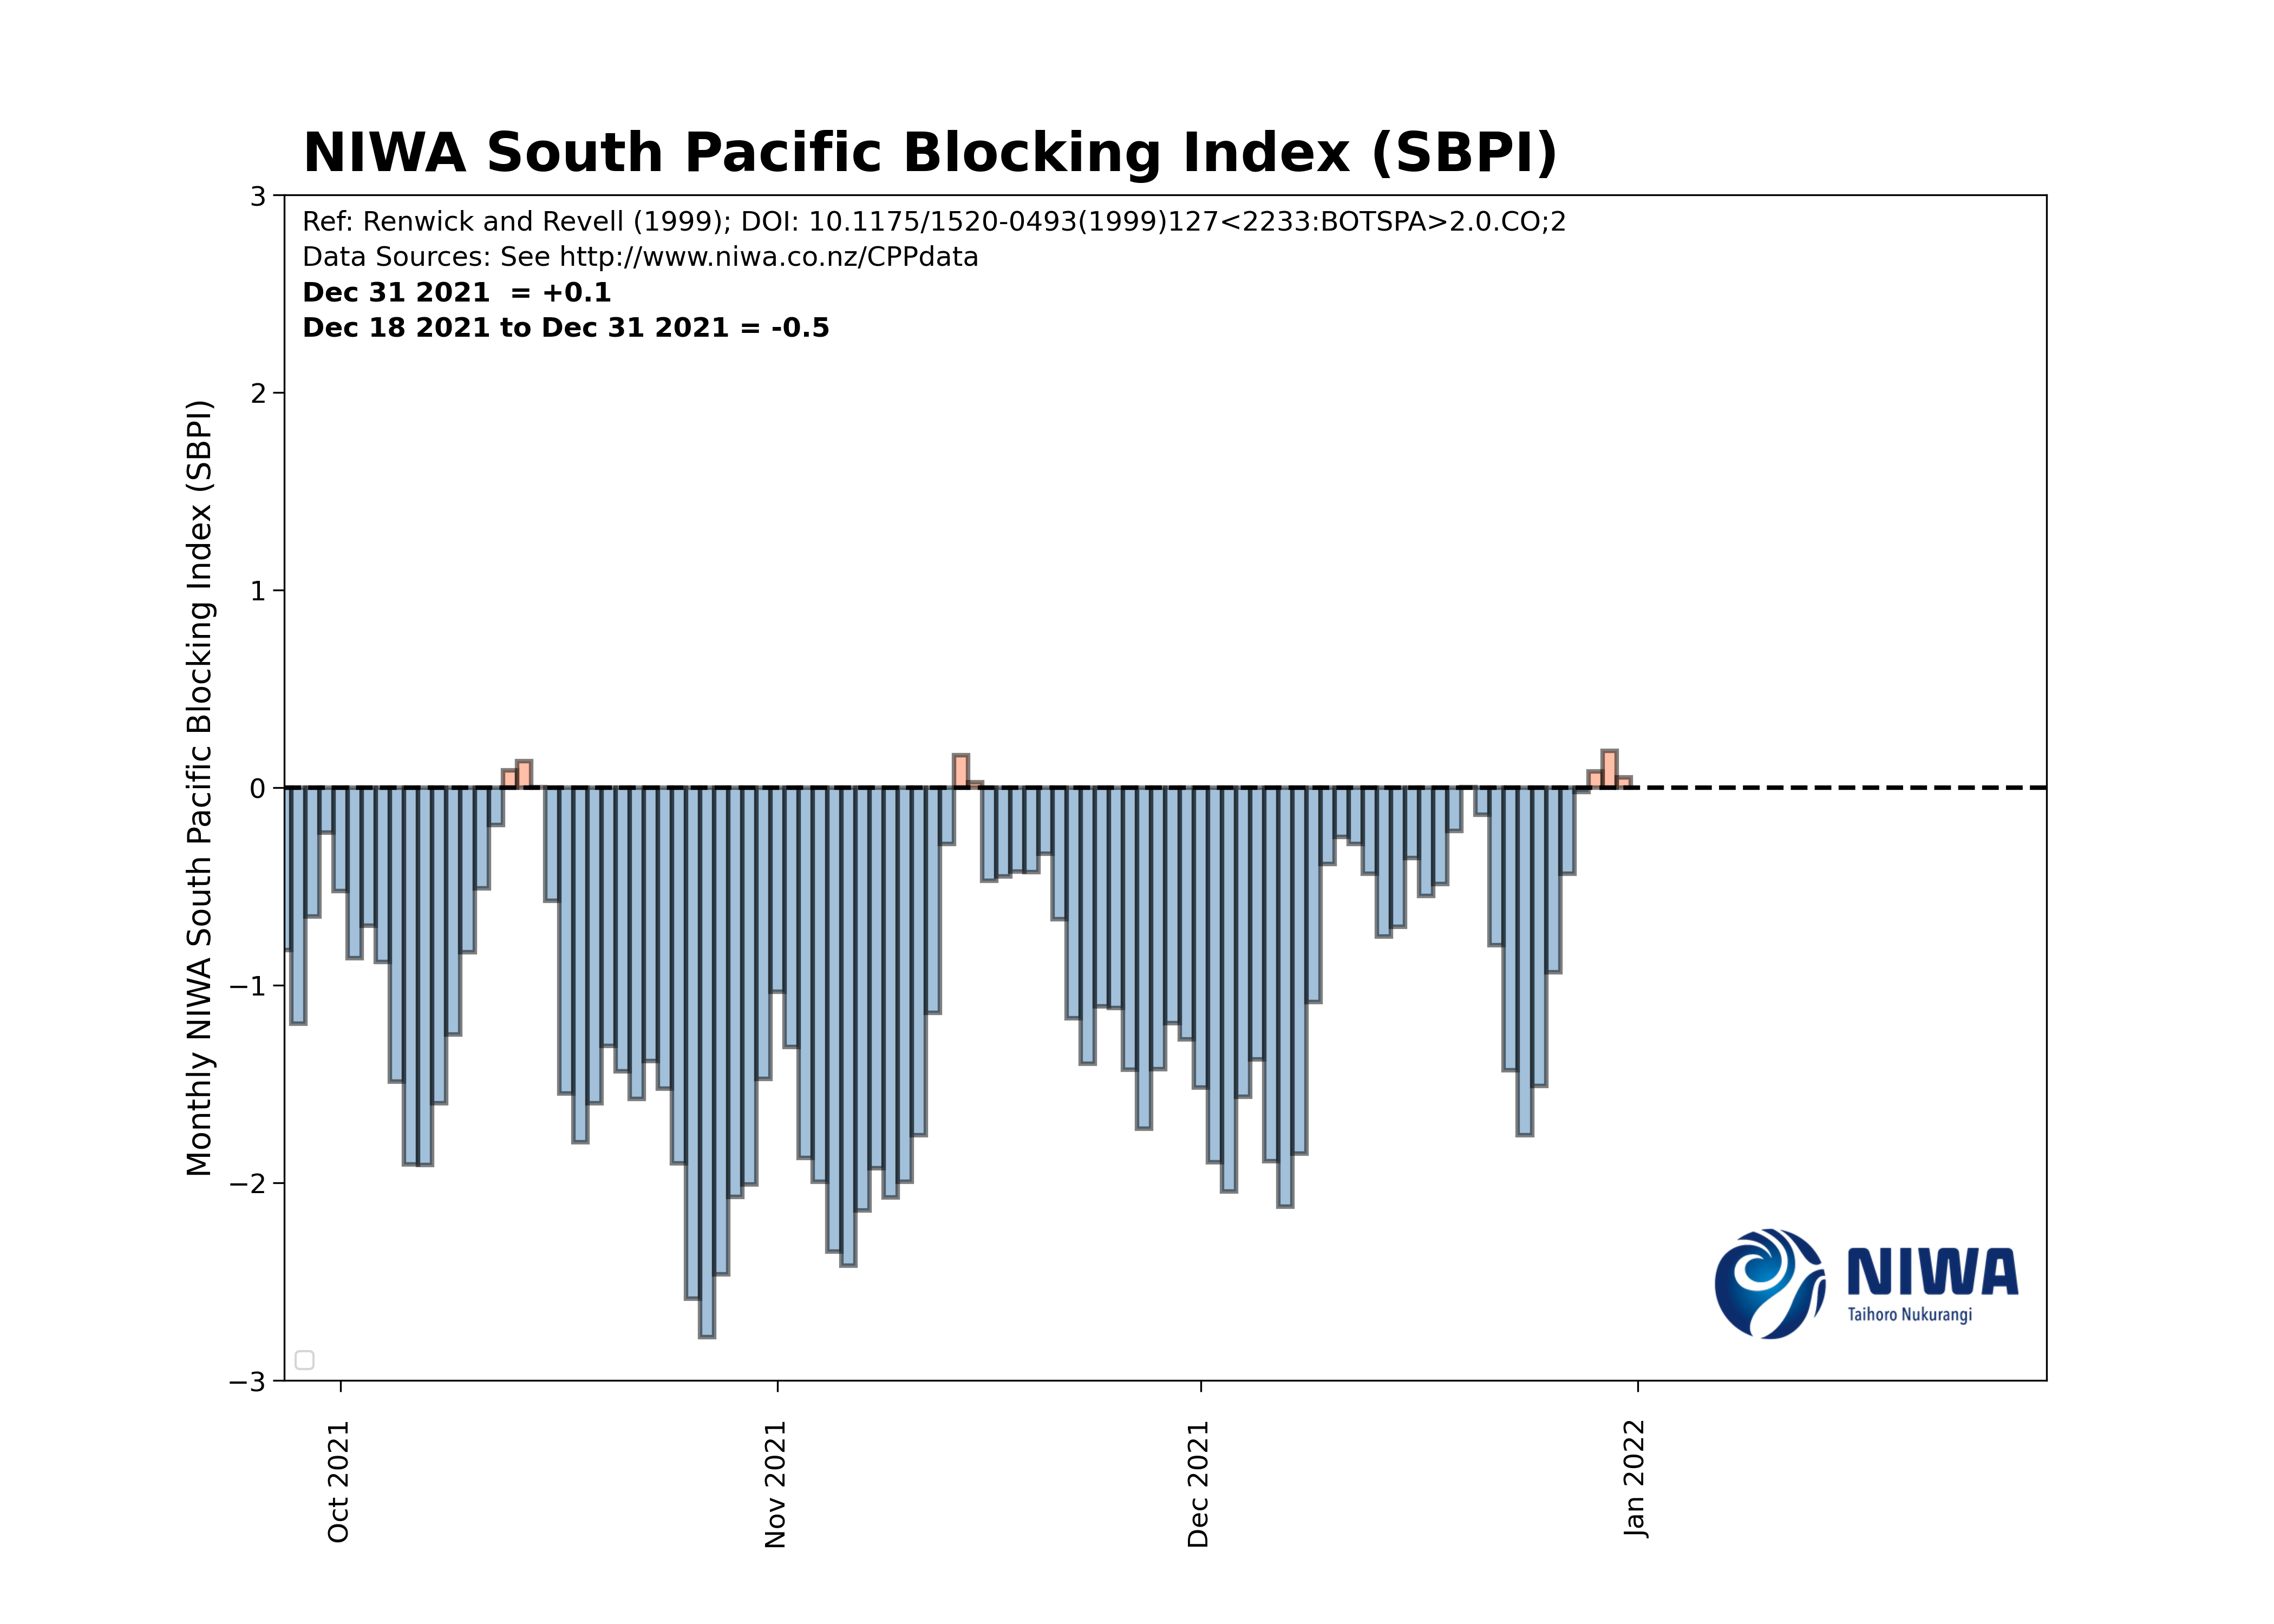 NIWA South Pacific Blocking Index (SBPI)
Ref: Renwick and Revell (1999); DOI: 10.1175/1520-0493(1999)127<2233:BOTSPA>2.0.CO;2
Data Sources: See http://www.niwa.co.nz/CPPdata
Dec 31 2021  = +0.1
Dec 18 2021 to Dec 31 2021 = -0.5
Monthly NIWA South Pacific Blocking Index (SBPI)
3
2
1
0
−1
−2
−3
NIWA
Taihoro Nukurangi
Oct 2021
Nov 2021
Dec 2021
Jan 2022